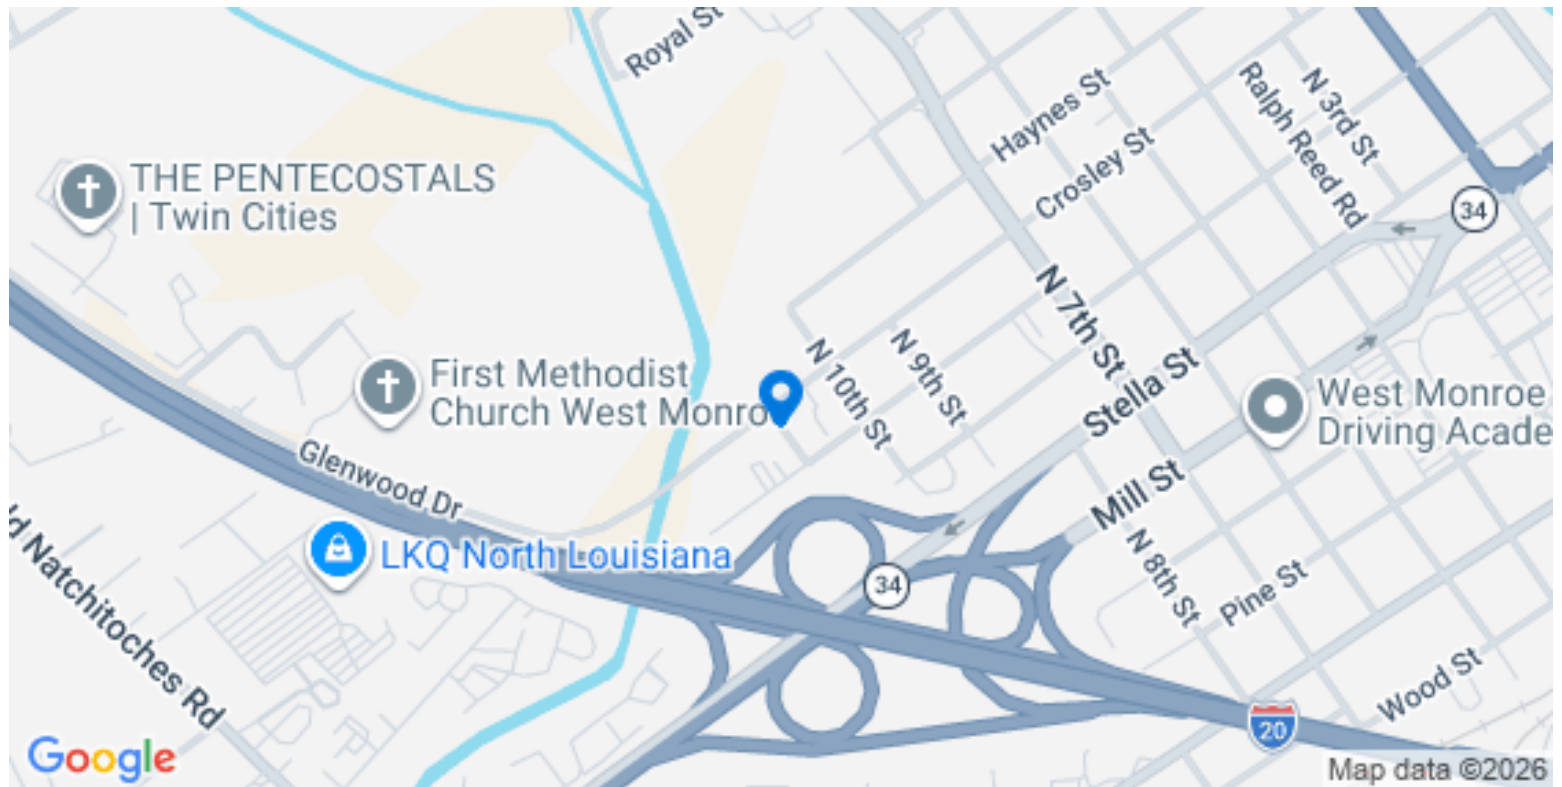 Royal St
Haynes St
N 3rd St
Ralph Reed Rd
Crosley St
THE PENTECOSTALS
| Twin Cities
34
N 7th St
N 9th St
N 10th St
First Methodist
Church West Monro
Stella St
West Monroe
Driving Acade
Glenwood Dr
Mill St
LKQ North Louisiana
34
N 8th St
Pine St
ld Natchitoches Rd
Wood St
20
Google
Map data ©2026